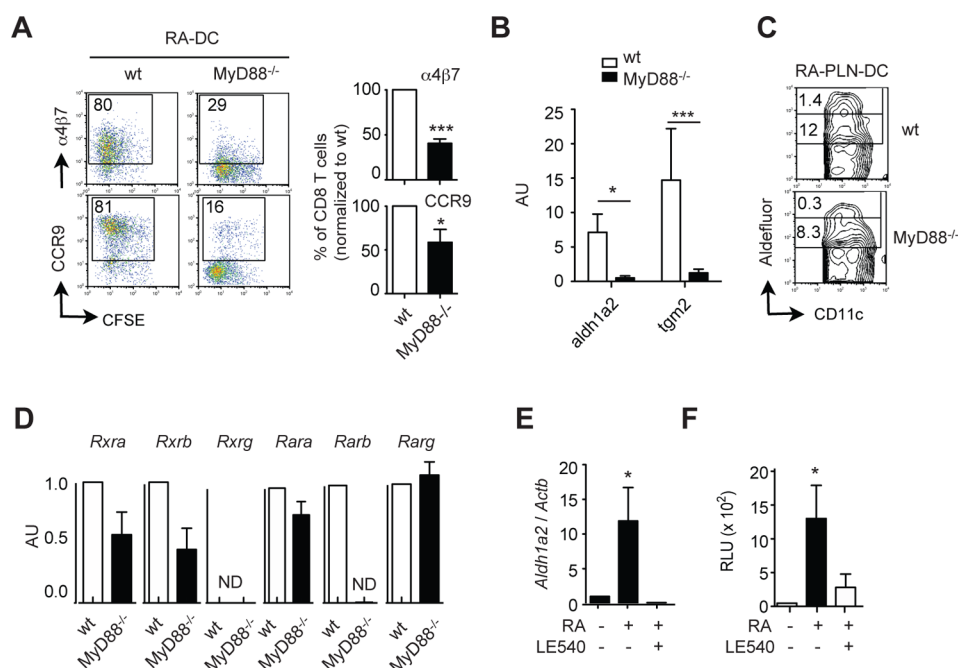 A
RA-DC
wt
MyD88-/-
80
29
α4β7
81
16
CCR9
CFSE
% of CD8 T cells
(normalized to wt)
α4β7
100
50
0
***
CCR9
100
50
0
*
wt
MyD88-/-
B
wt
MyD88-/-
AU
25
20
15
10
5
0
*
***
aldh1a2
tgm2
C
RA-PLN-DC
1.4
12
wt
0.3
8.3
MyD88-/-
Aldefluor
CD11c
D
Rxra
Rxrb
Rxrg
Rara
Rarb
Rarg
AU
1.0
0.5
0.0
ND
ND
wt
MyD88-/-
wt
MyD88-/-
wt
MyD88-/-
wt
MyD88-/-
wt
MyD88-/-
wt
MyD88-/-
E
Aldh1a2 / Actb
20
15
10
5
0
*
RA - + +
LE540 - - +
F
RLU (x 10²)
20
15
10
5
0
*
RA - + +
LE540 - - +